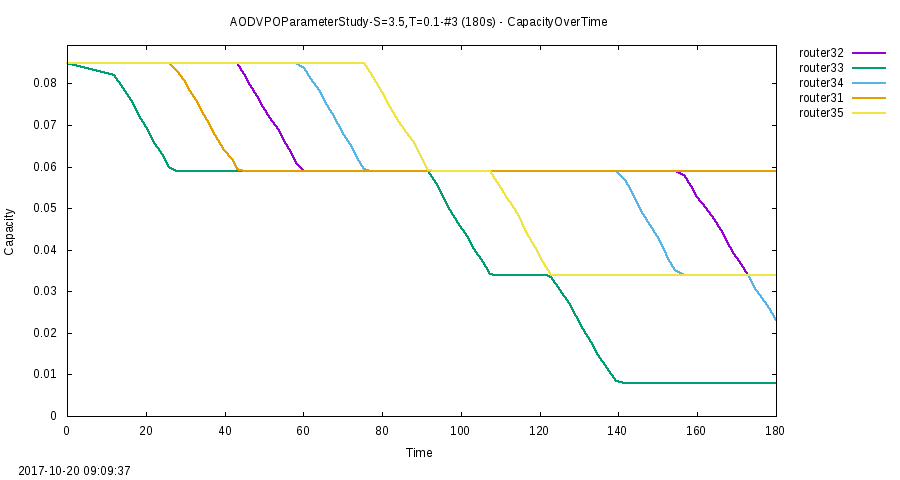 AODVPOParameterStudy-S=3.5,T=0.1-#3 (180s) - CapacityOverTime
router32
router33
router34
router31
router35
0.08
0.07
0.06
0.05
0.04
0.03
0.02
0.01
0
Capacity
0 20 40 60 80 100 120 140 160 180
Time
2017-10-20 09:09:37